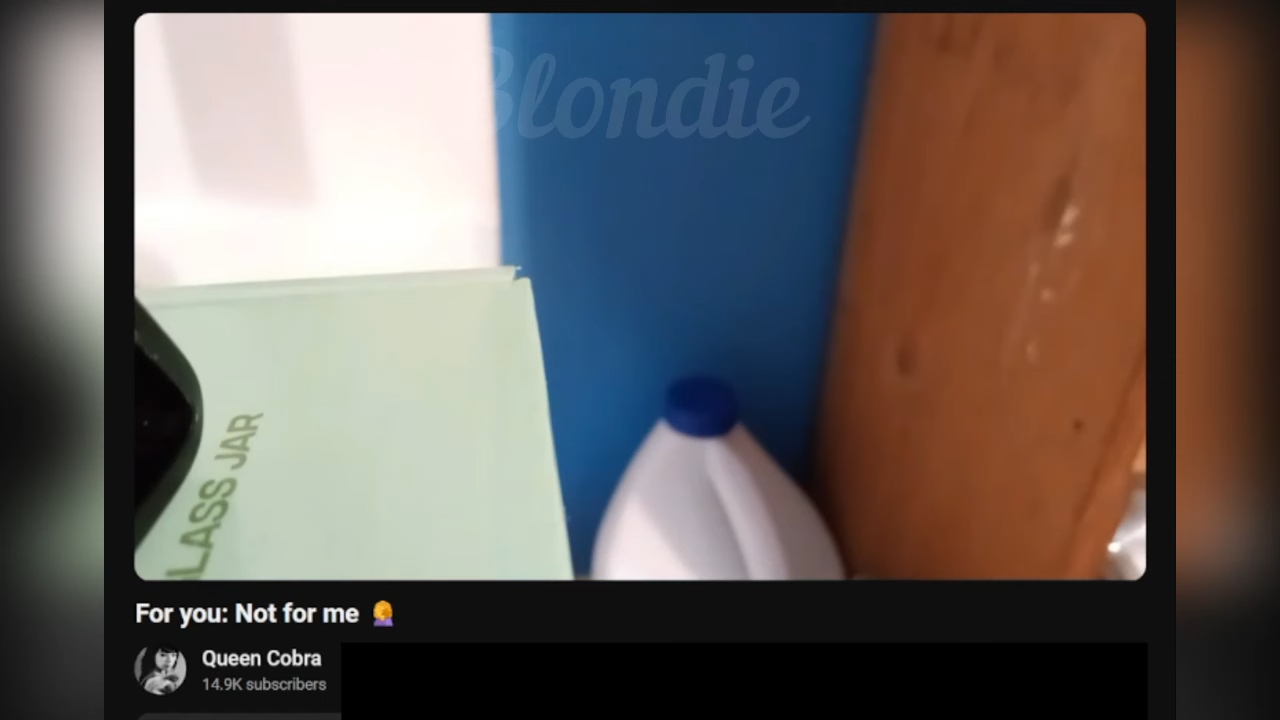 Blondie
LASS JAR
For you: Not for me 🤦‍♀️
Queen Cobra
14.9K subscribers